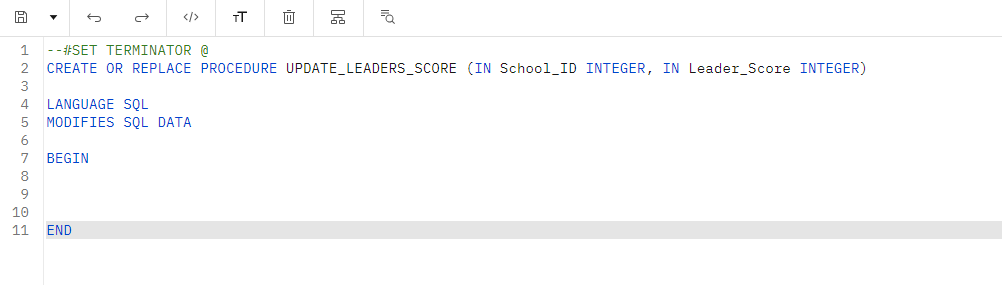 </>
TT
1 --#SET TERMINATOR @
2 CREATE OR REPLACE PROCEDURE UPDATE_LEADERS_SCORE (IN School_ID INTEGER, IN Leader_Score INTEGER)
3
4 LANGUAGE SQL
5 MODIFIES SQL DATA
6
7 BEGIN
8
9
10
11 END